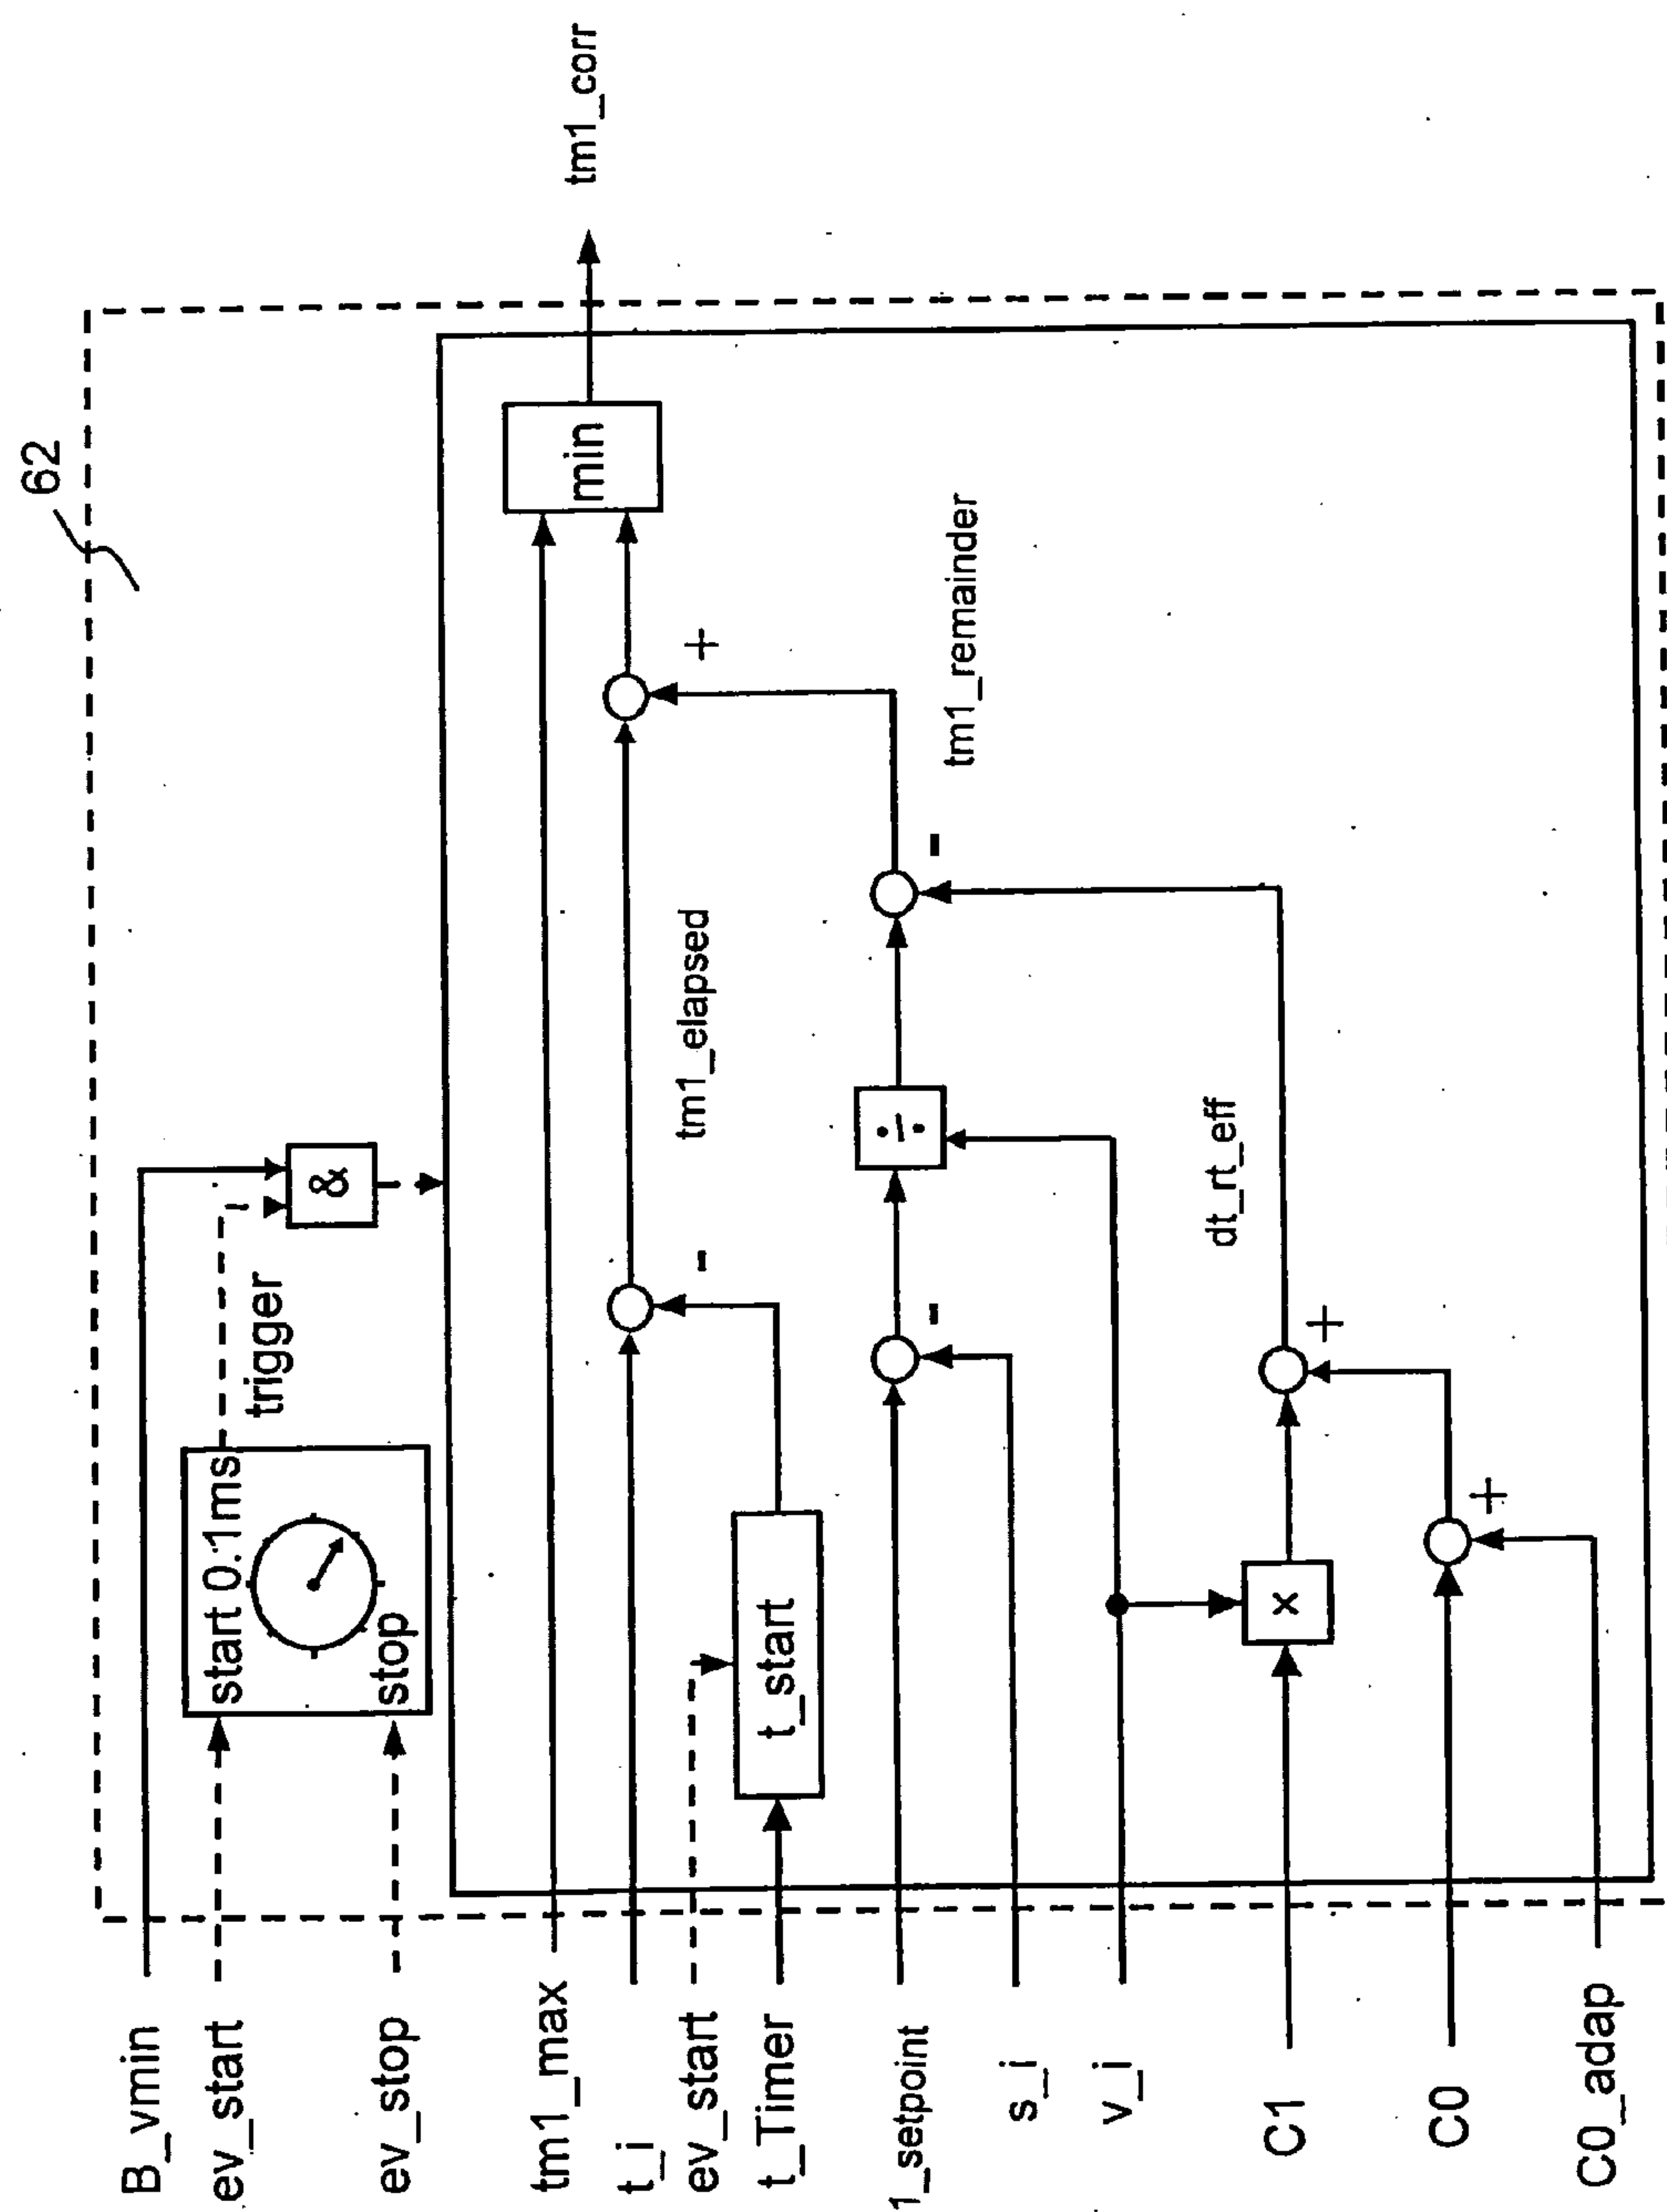 62
B_vmin
ev_start
ev_stop
start 0.1ms
stop
trigger
&
tm1_max
t_i
ev_start
t_Timer
t_start
-
tm1_elapsed
+
min
tm1_corr
1_setpoint
s_i
v_i
-
÷
-
tm1_remainder
C1
C0
C0_adap
x
+
+
dt_rt_eff